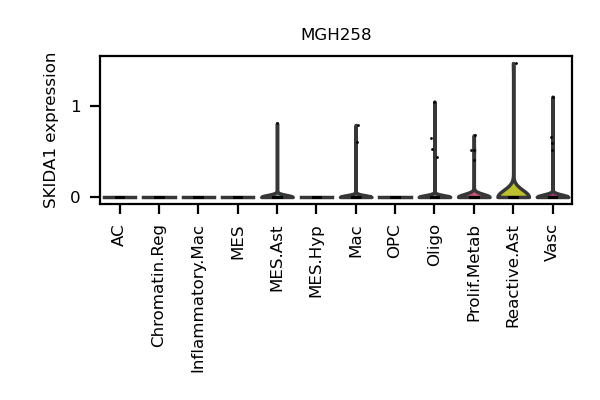 MGH258
SKIDA1 expression
1
0
AC
Chromatin.Reg
Inflammatory.Mac
MES
MES.Ast
MES.Hyp
Mac
OPC
Oligo
Prolif.Metab
Reactive.Ast
Vasc